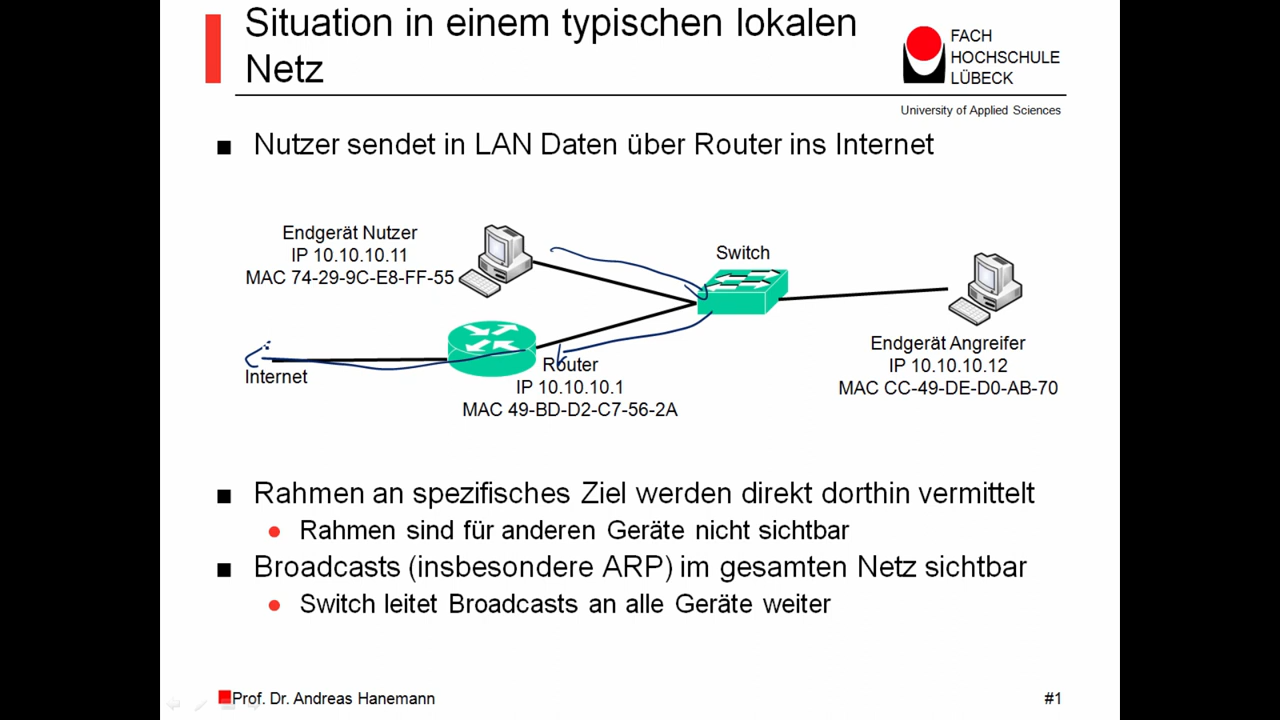 Situation in einem typischen lokalen
Netz
FACH
HOCHSCHULE
LÜBECK
University of Applied Sciences
■ Nutzer sendet in LAN Daten über Router ins Internet
Endgerät Nutzer
IP 10.10.10.11
MAC 74-29-9C-E8-FF-55
Switch
Endgerät Angreifer
IP 10.10.10.12
MAC CC-49-DE-D0-AB-70
Internet
Router
IP 10.10.10.1
MAC 49-BD-D2-C7-56-2A
■ Rahmen an spezifisches Ziel werden direkt dorthin vermittelt
● Rahmen sind für anderen Geräte nicht sichtbar
■ Broadcasts (insbesondere ARP) im gesamten Netz sichtbar
● Switch leitet Broadcasts an alle Geräte weiter
Prof. Dr. Andreas Hanemann
#1